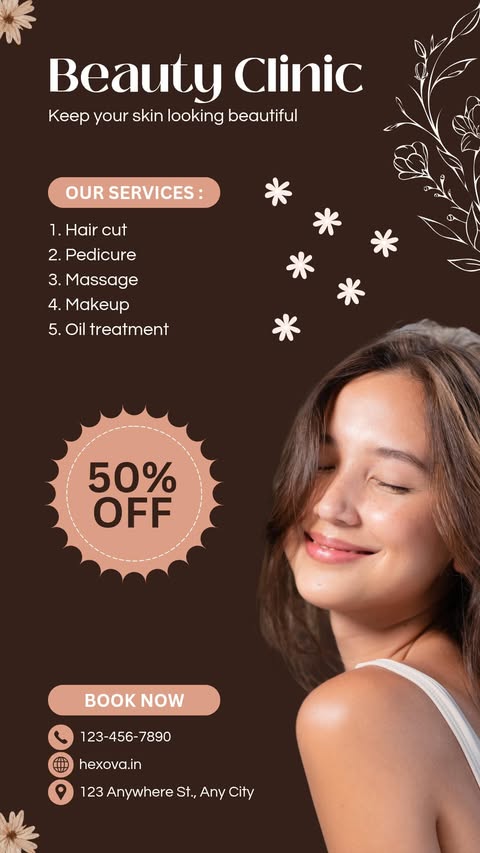 Beauty Clinic
Keep your skin looking beautiful
OUR SERVICES :
1. Hair cut
2. Pedicure
3. Massage
4. Makeup
5. Oil treatment
50%
OFF
BOOK NOW
123-456-7890
hexova.in
123 Anywhere St., Any City